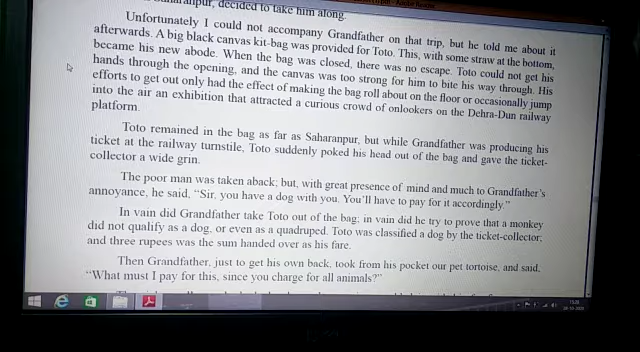 decided to take him along.
Unfortunately I could not accompany Grandfather on that trip, but he told me about it
afterwards. A big black canvas kit-bag was provided for Toto. This, with some straw at the bottom,
became his new abode. When the bag was closed, there was no escape. Toto could not get his
hands through the opening, and the canvas was too strong for him to bite his way through. His
efforts to get out only had the effect of making the bag roll about on the floor or occasionally jump
into the air an exhibition that attracted a curious crowd of onlookers on the Dehra-Dun railway
platform.
Toto remained in the bag as far as Saharanpur, but while Grandfather was producing his
ticket at the railway turnstile, Toto suddenly poked his head out of the bag and gave the ticket-
collector a wide grin.
The poor man was taken aback; but, with great presence of mind and much to Grandfather's
annoyance, he said, “Sir, you have a dog with you. You'll have to pay for it accordingly.”
In vain did Grandfather take Toto out of the bag; in vain did he try to prove that a monkey
did not qualify as a dog, or even as a quadruped. Toto was classified a dog by the ticket-collector;
and three rupees was the sum handed over as his fare.
Then Grandfather, just to get his own back, took from his pocket our pet tortoise, and said,
“What must I pay for this, since you charge for all animals?”